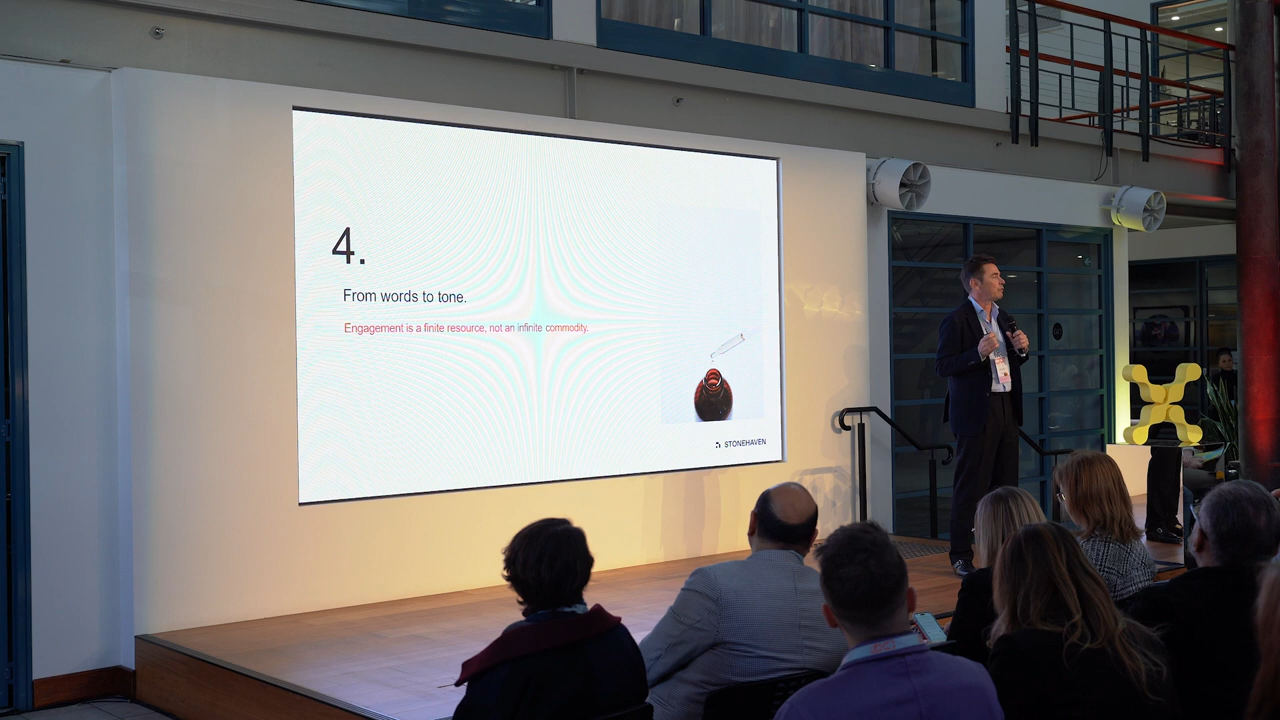 4.
From words to tone.
Engagement is a finite resource, not an infinite commodity.
STONEHAVEN